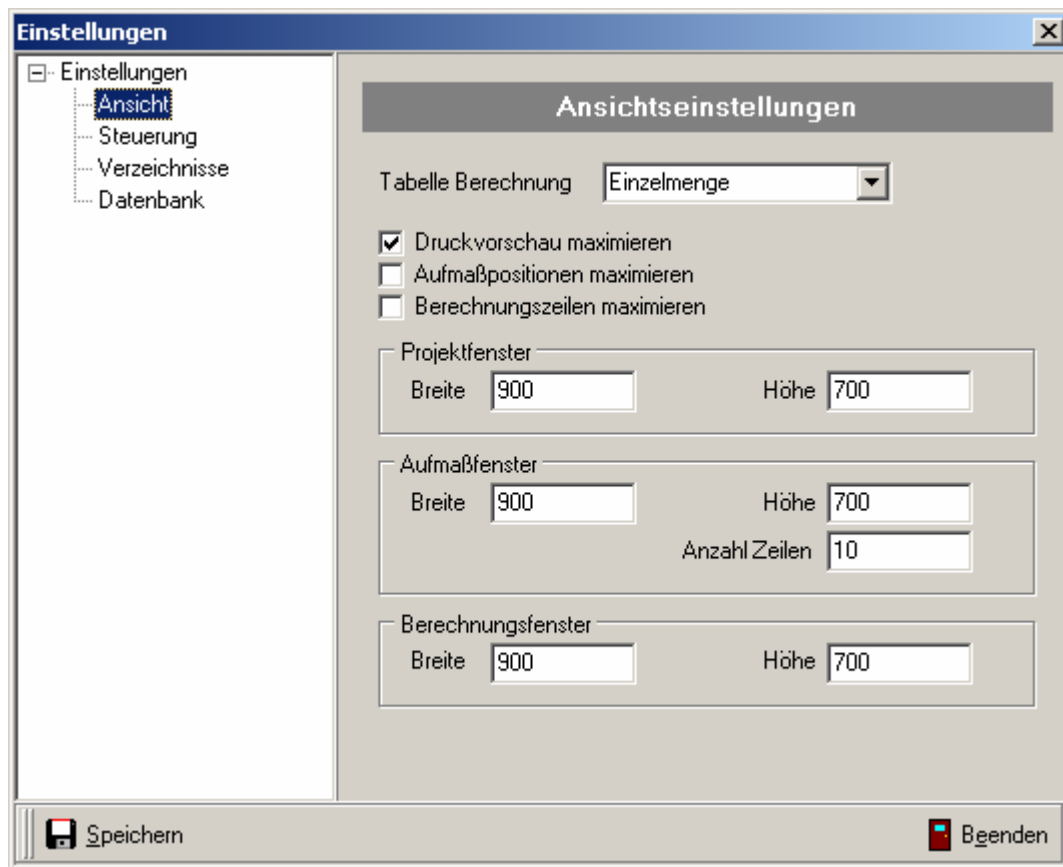 Einstellungen
Einstellungen
Ansicht
Steuerung
Verzeichnisse
Datenbank
Ansichtseinstellungen
Tabelle Berechnung Einzelmenge
Druckvorschau maximieren
Aufmaßpositionen maximieren
Berechnungszeilen maximieren
Projektfenster
Breite 900 Höhe 700
Aufmaßfenster
Breite 900 Höhe 700
Anzahl Zeilen 10
Berechnungsfenster
Breite 900 Höhe 700
Speichern Beenden